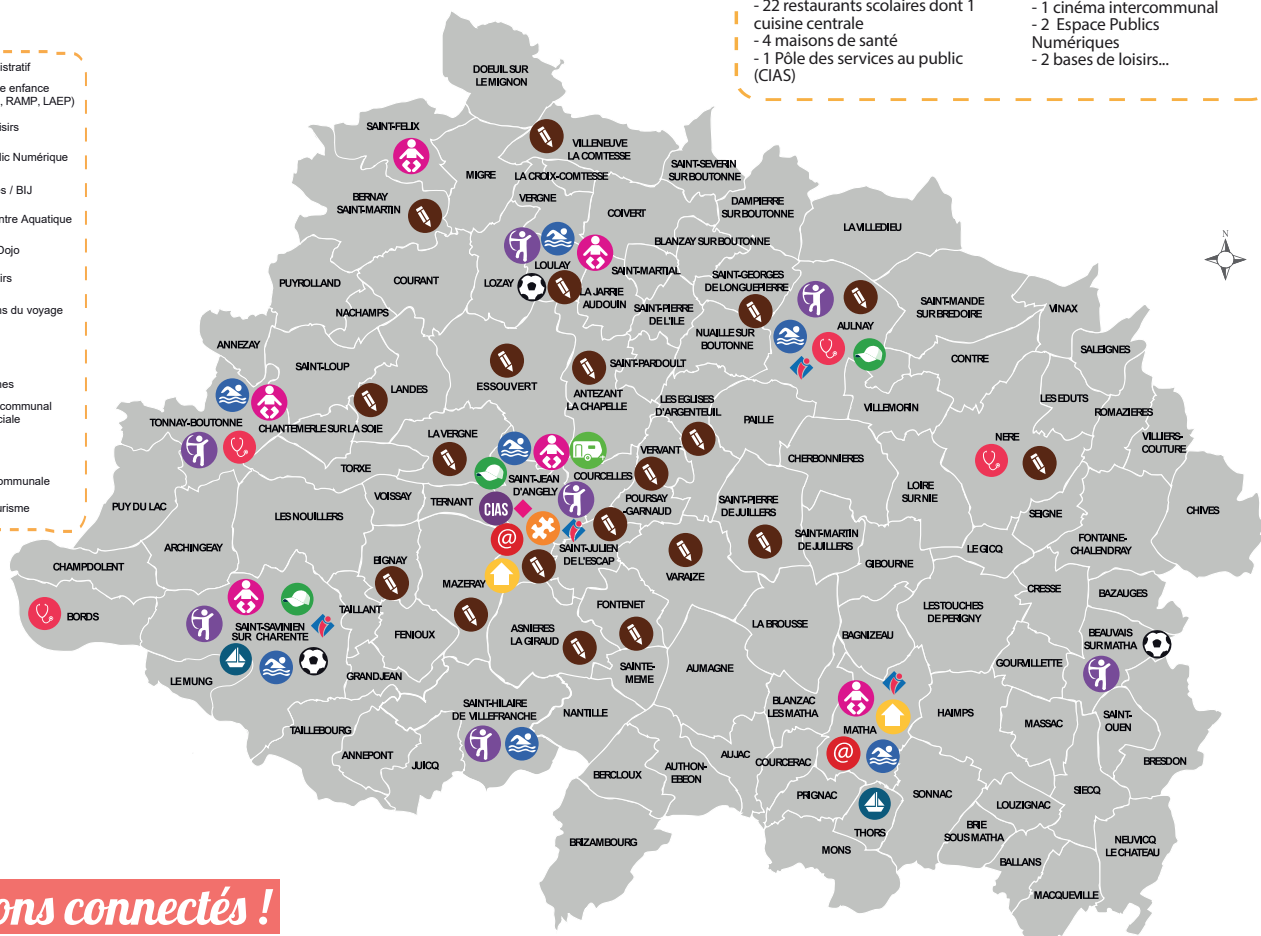 - 22 restaurants scolaires dont 1
cuisine centrale
- 4 maisons de santé
- 1 Pôle des services au public
(CIAS)
- 1 cinéma intercommunal
- 2 Espace Publics
Numériques
- 2 bases de loisirs...
istratif
e enfance
, RAMP, LAEP)
isirs
lic Numérique
es / BIJ
ntre Aquatique
Dojo
irs
ns du voyage
nes
communal
ciale
communale
urisme
DOEUIL SUR
LE MIGNON
SAINT-FELIX
VILLENEUVE
LA COMTESSE
MIGRE
LA CROIX-COMTESSE
SAINT-SEVERIN
SUR BOUTONNE
BERNAY
SAINT-MARTIN
VERGNE
COIVERT
DAMPIERRE
SUR BOUTONNE
LA VILLEDIEU
N
BLANZAY SUR BOUTONNE
LOULAY
SAINT-MARTIAL
PUYROLLAND
COURANT
LOZAY
LA JARRIE
AUDOUIN
SAINT-GEORGES
DE LONGUEPIERRE
SAINT-MANDE
SUR BREDOIRE
VINAX
NACHAMPS
SAINT-PIERRE
DE L'ILE
NUAILLE SUR
BOUTONNE
AULNAY
ANNEZAY
SAINT-LOUP
SAINT-PARDOULT
CONTRE
SALEIGNES
LANDES
ESSOUVERT
ANTEZANT
LA CHAPELLE
LES EGLISES
D'ARGENTEUIL
VILLEMORIN
LES EDUTS
ROMAZIERES
TONNAY-BOUTONNE
CHANTEMERLE SUR LA SOIE
LA VERGNE
PAILLE
NERE
VILLIERS-
COUTURE
VERVANT
CHERBONNIERES
TORXE
SAINT-JEAN
D'ANGELY
COURCELLES
VOISSAY
TERNANT
POURSAY
-GARNAUD
SAINT-PIERRE
DE JUILLERS
LOIRE
SUR NIE
PUY DU LAC
LES NOUILLERS
CIAS
SEIGNE
CHIVES
@
SAINT-JULIEN
DE L'ESCAP
SAINT-MARTIN
DE JUILLERS
FONTAINE-
CHALENDRAY
ARCHINGEAY
BIGNAY
LE GICQ
CHAMPDOLENT
MAZERAY
VARAIZE
GIBOURNE
CRESSE
BAZAUGES
BORDS
TAILLANT
FONTENET
LES TOUCHES
DE PERIGNY
SAINT-SAVINIEN
SUR CHARENTE
FENIOUX
ASNIERES
LA GIRAUD
LA BROUSSE
BAGNIZEAU
BEAUVAIS
SUR MATHA
LE MUNG
GRANDJEAN
SAINTE-
MEME
AUMAGNE
GOURVILLETTE
SAINT-HILAIRE
DE VILLEFRANCHE
NANTILLE
BLANZAC
LES MATHA
HAIMPS
MASSAC
SAINT-
OUEN
TAILLEBOURG
MATHA
ANNEPONT
JUICQ
AUJAC
COURCERAC
@
BRESDON
BERCLOUX
AUTHON-
EBEON
PRIGNAC
SONNAC
SIECQ
LOUZIGNAC
THORS
BRIE
SOUS MATHA
BRIZAMBOURG
MONS
BALLANS
NEUVICQ
LE CHATEAU
MACQUEVILLE
ons connectés !